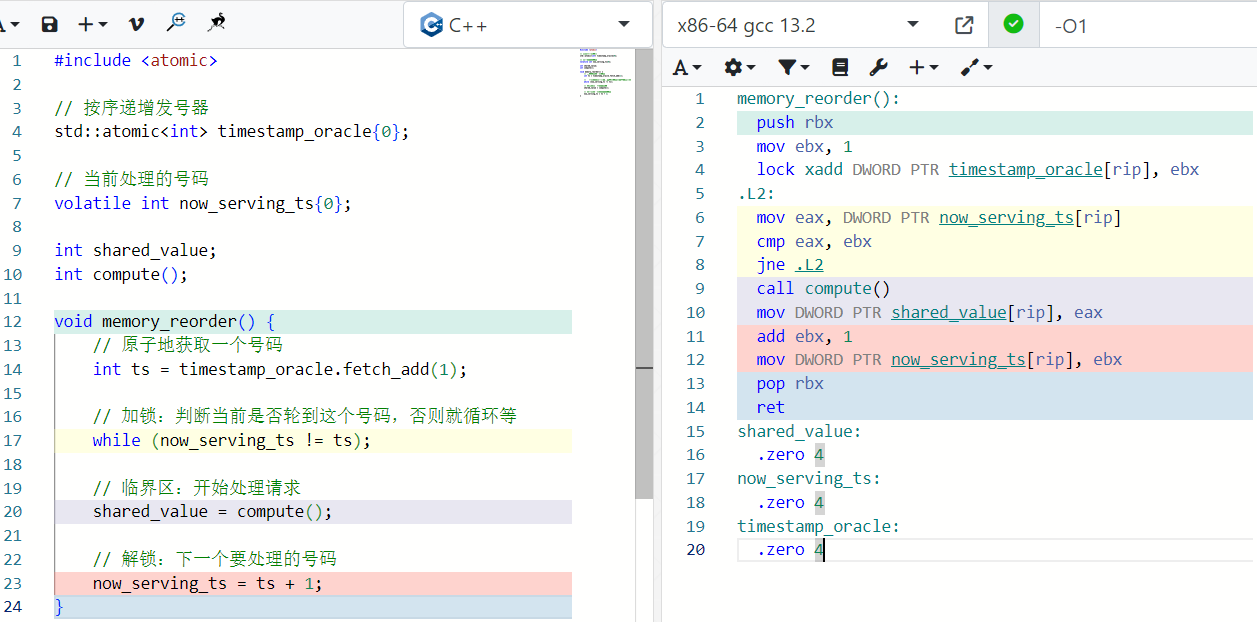 A
C++
1 #include <atomic>
2
3 // 按序递增发号器
4 std::atomic<int> timestamp_oracle{0};
5
6 // 当前处理的号码
7 volatile int now_serving_ts{0};
8
9 int shared_value;
10 int compute();
11
12 void memory_reorder() {
13 // 原子地获取一个号码
14 int ts = timestamp_oracle.fetch_add(1);
15
16 // 加锁：判断当前是否轮到这个号码，否则就循环等
17 while (now_serving_ts != ts);
18
19 // 临界区：开始处理请求
20 shared_value = compute();
21
22 // 解锁：下一个要处理的号码
23 now_serving_ts = ts + 1;
24 }
x86-64 gcc 13.2
-O1
A
1 memory_reorder():
2 push rbx
3 mov ebx, 1
4 lock xadd DWORD PTR timestamp_oracle[rip], ebx
5 .L2:
6 mov eax, DWORD PTR now_serving_ts[rip]
7 cmp eax, ebx
8 jne .L2
9 call compute()
10 mov DWORD PTR shared_value[rip], eax
11 add ebx, 1
12 mov DWORD PTR now_serving_ts[rip], ebx
13 pop rbx
14 ret
15 shared_value:
16 .zero 4
17 now_serving_ts:
18 .zero 4
19 timestamp_oracle:
20 .zero 4